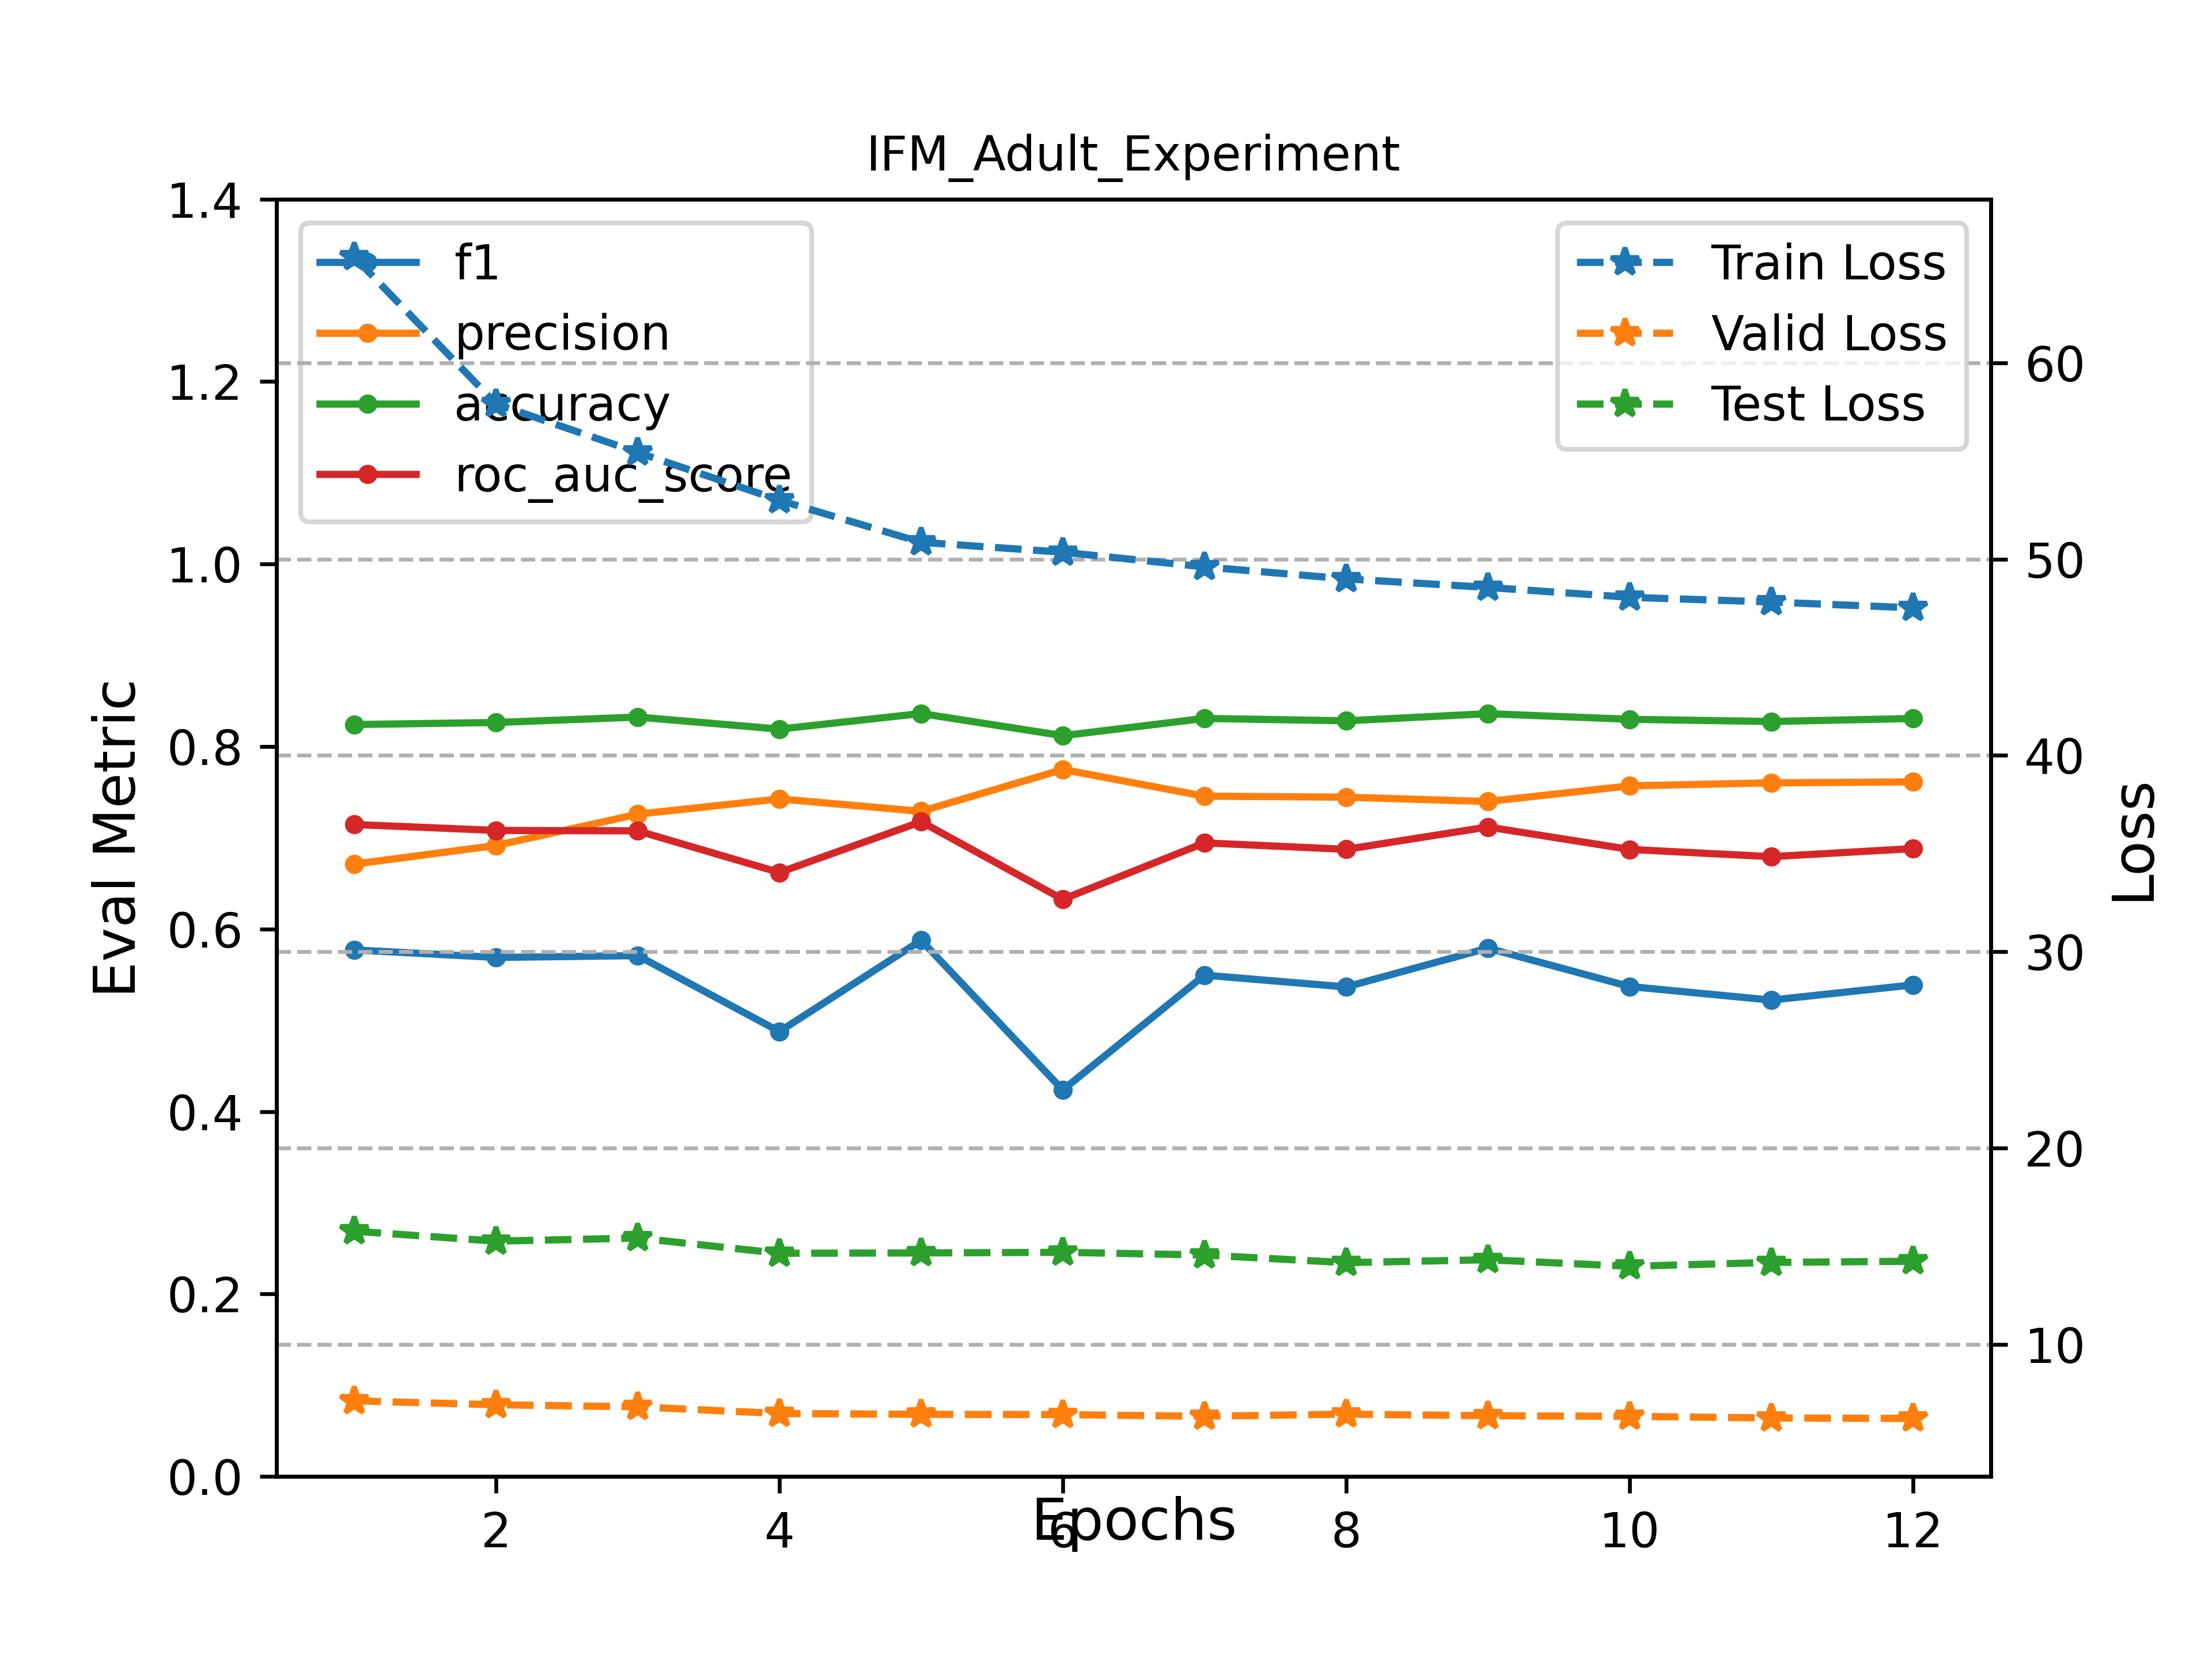 IFM_Adult_Experiment
1.4
1.2
1.0
0.8
0.6
0.4
0.2
0.0
Eval Metric
f1
precision
accuracy
roc_auc_score
Train Loss
Valid Loss
Test Loss
60
50
40
30
20
10
Loss
2
4
6
8
10
12
Epochs